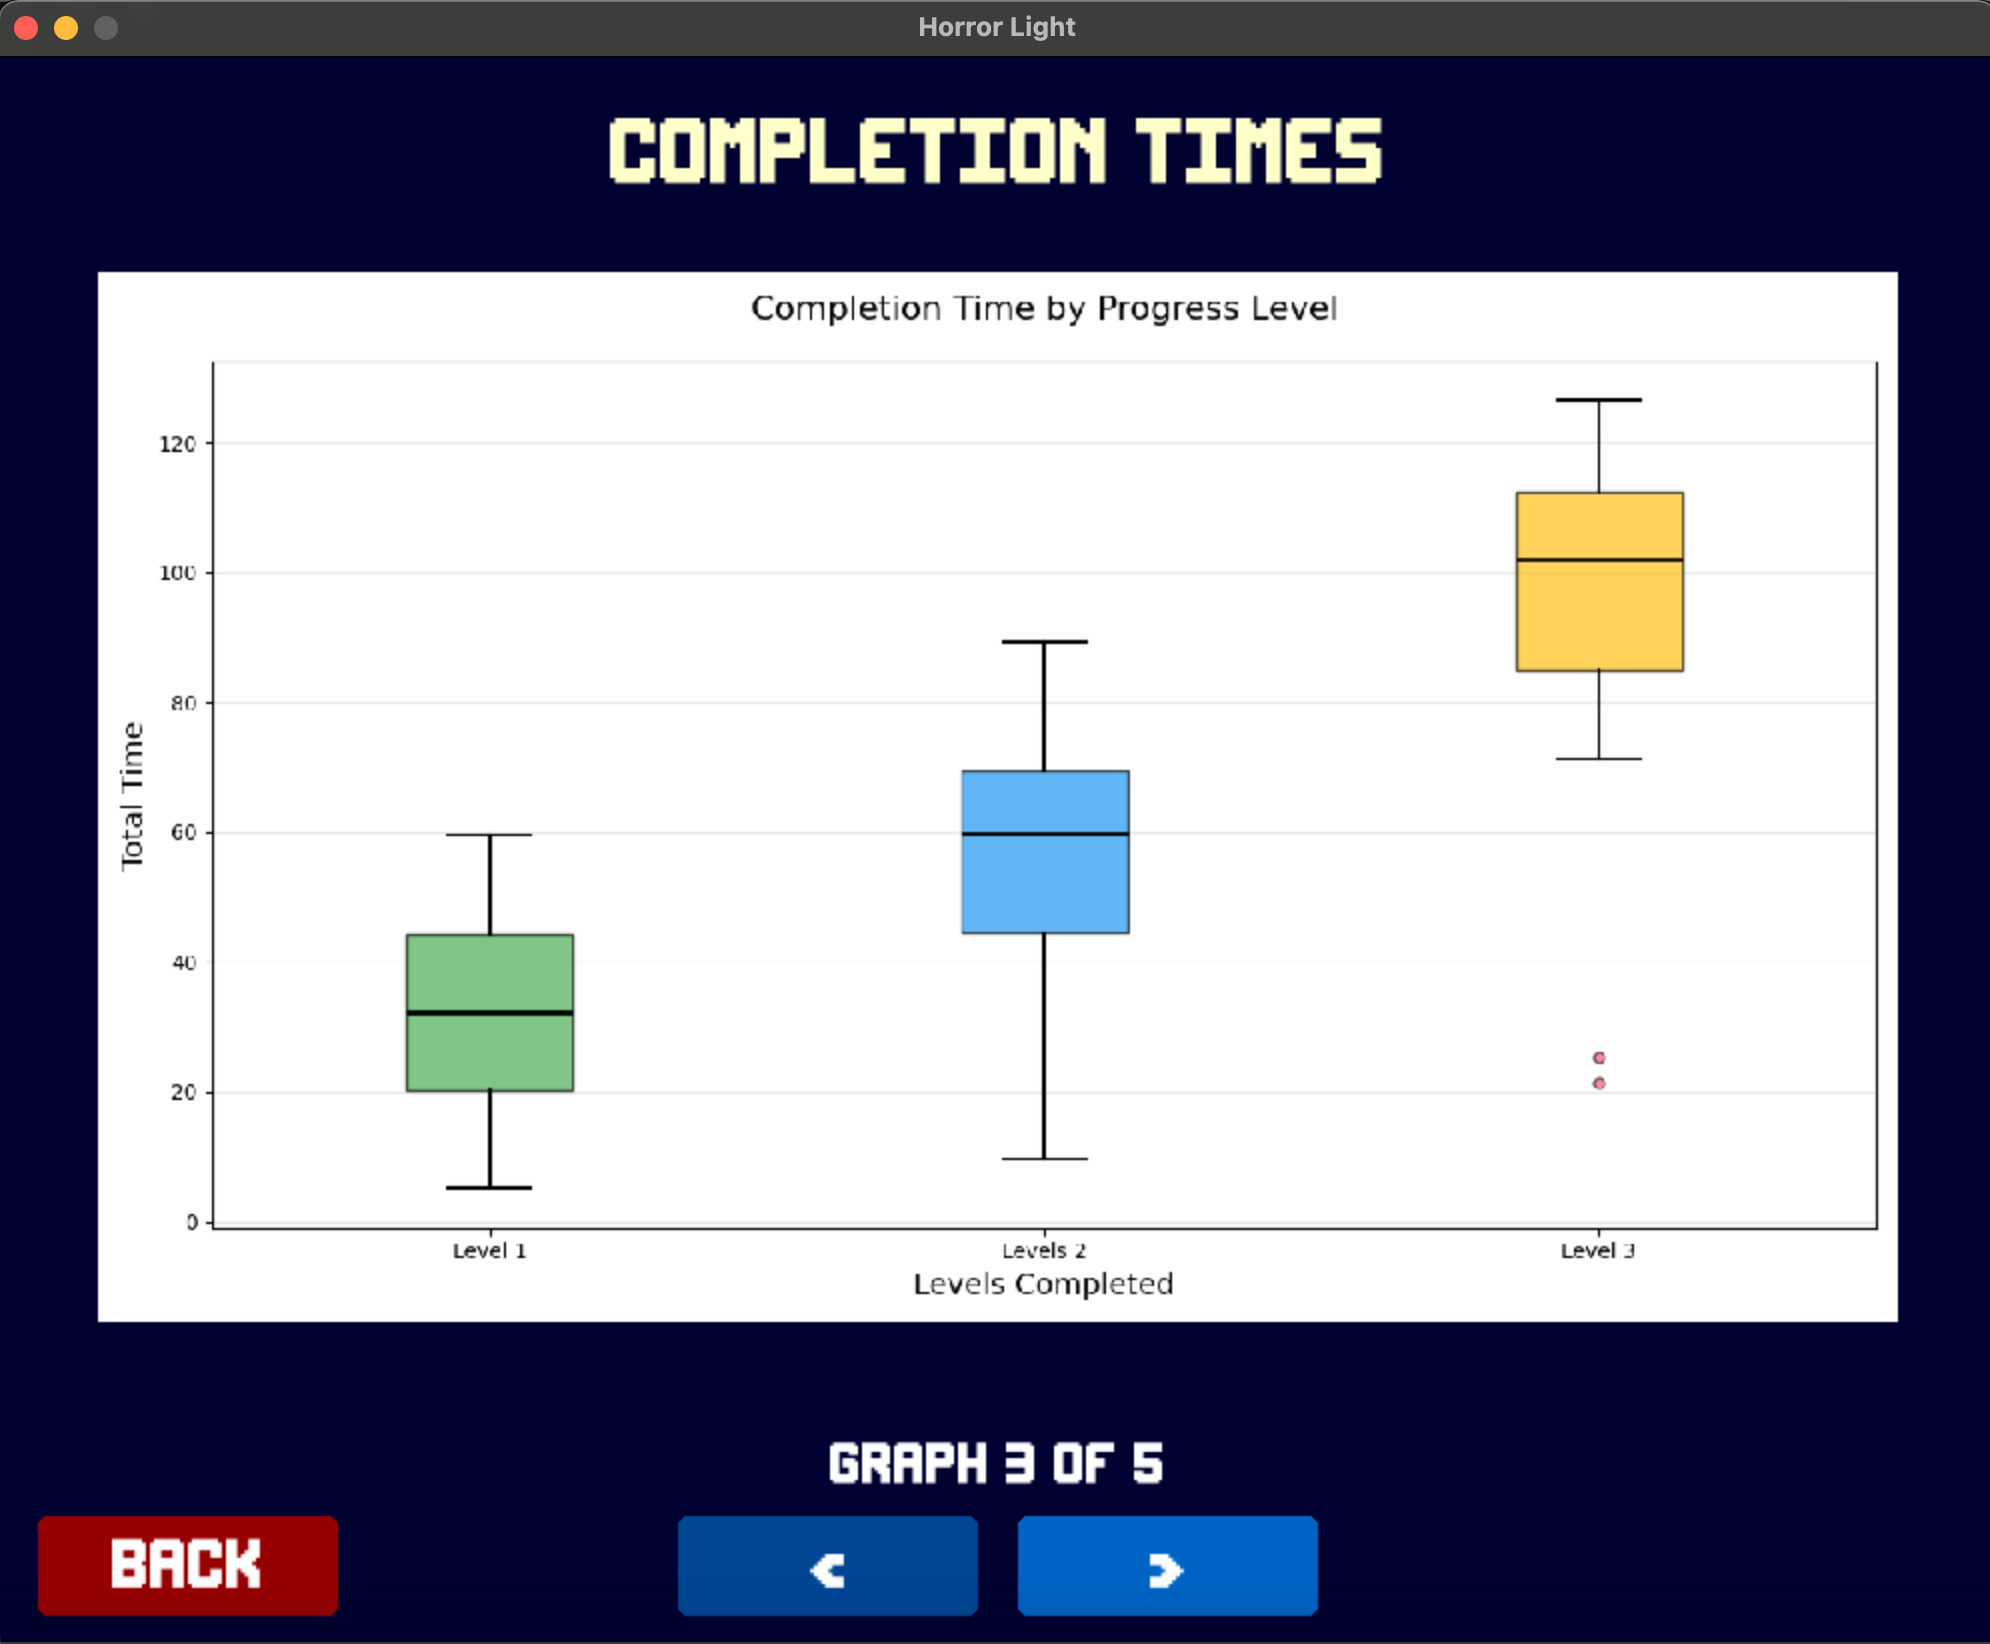 Horror Light
COMPLETION TIMES
Completion Time by Progress Level
120
100
80
60
40
20
0
Total Time
Level 1
Levels 2
Level 3
Levels Completed
GRAPH 3 OF 5
BACK
<
>